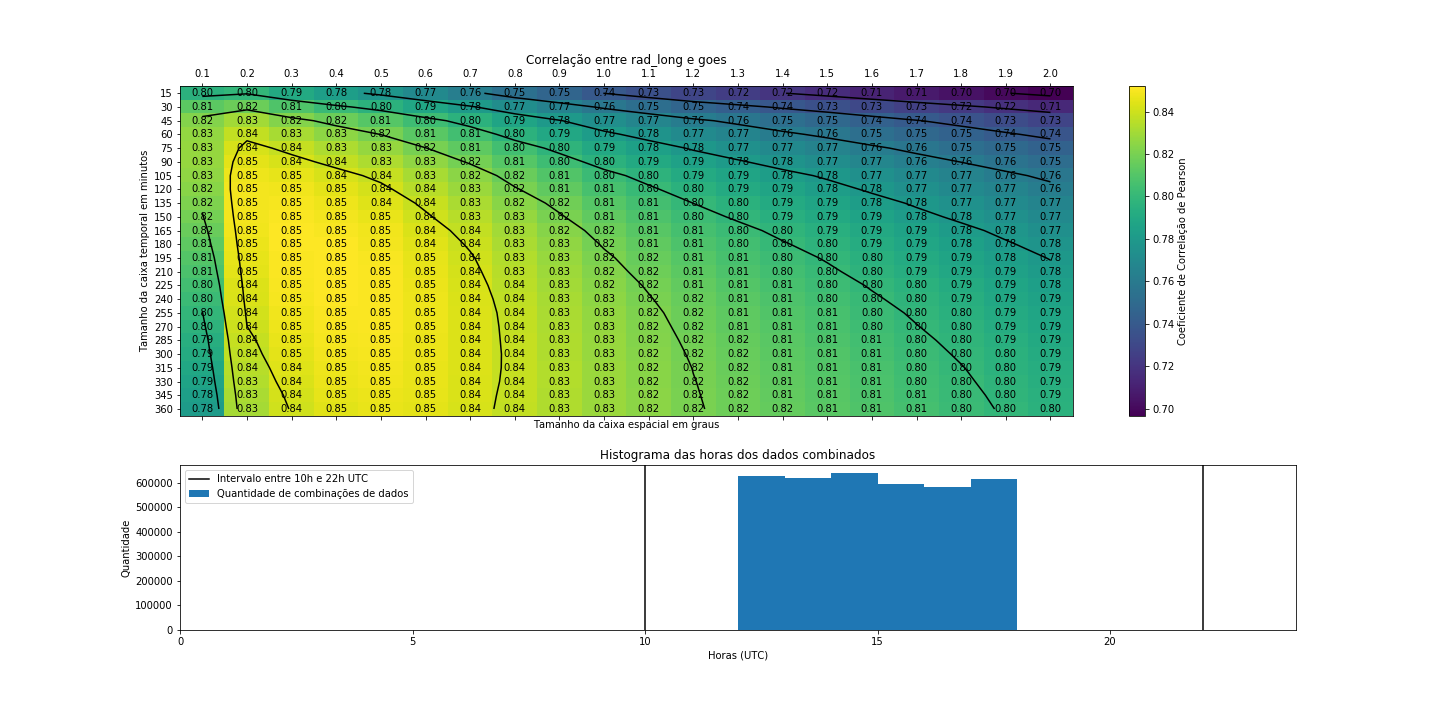 Correlação entre rad_long e goes
0.1 0.2 0.3 0.4 0.5 0.6 0.7 0.8 0.9 1.0 1.1 1.2 1.3 1.4 1.5 1.6 1.7 1.8 1.9 2.0
15 0.80 0.80 0.79 0.78 0.78 0.77 0.76 0.75 0.75 0.74 0.73 0.73 0.72 0.72 0.72 0.71 0.71 0.70 0.70 0.70
30 0.81 0.82 0.81 0.80 0.80 0.79 0.78 0.77 0.77 0.76 0.75 0.75 0.74 0.74 0.73 0.73 0.72 0.72 0.72 0.71
45 0.82 0.83 0.82 0.82 0.81 0.80 0.80 0.79 0.78 0.77 0.77 0.76 0.76 0.75 0.75 0.74 0.74 0.74 0.73 0.73
60 0.83 0.84 0.83 0.83 0.82 0.81 0.81 0.80 0.79 0.78 0.78 0.77 0.77 0.76 0.76 0.75 0.75 0.75 0.74 0.74
75 0.83 0.84 0.84 0.83 0.83 0.82 0.81 0.80 0.80 0.79 0.78 0.78 0.77 0.77 0.77 0.76 0.76 0.75 0.75 0.75
90 0.83 0.85 0.84 0.84 0.83 0.83 0.82 0.81 0.80 0.80 0.79 0.79 0.78 0.78 0.77 0.77 0.76 0.76 0.76 0.75
105 0.83 0.85 0.85 0.84 0.84 0.83 0.82 0.82 0.81 0.80 0.80 0.79 0.79 0.78 0.78 0.77 0.77 0.77 0.76 0.76
120 0.82 0.85 0.85 0.85 0.84 0.84 0.83 0.82 0.81 0.81 0.80 0.80 0.79 0.79 0.78 0.78 0.77 0.77 0.77 0.76
135 0.82 0.85 0.85 0.85 0.84 0.84 0.83 0.83 0.82 0.81 0.81 0.80 0.80 0.79 0.79 0.78 0.78 0.77 0.77 0.77
150 0.82 0.85 0.85 0.85 0.85 0.84 0.83 0.83 0.82 0.81 0.81 0.80 0.80 0.79 0.79 0.79 0.78 0.78 0.77 0.77
165 0.82 0.85 0.85 0.85 0.85 0.84 0.84 0.83 0.82 0.82 0.81 0.81 0.80 0.80 0.79 0.79 0.79 0.78 0.78 0.77
180 0.81 0.85 0.85 0.85 0.85 0.84 0.84 0.83 0.83 0.82 0.81 0.81 0.80 0.80 0.80 0.79 0.79 0.78 0.78 0.78
195 0.81 0.85 0.85 0.85 0.85 0.85 0.84 0.83 0.83 0.82 0.82 0.81 0.81 0.80 0.80 0.80 0.79 0.79 0.78 0.78
210 0.81 0.85 0.85 0.85 0.85 0.85 0.84 0.84 0.83 0.82 0.82 0.81 0.81 0.80 0.80 0.80 0.79 0.79 0.79 0.78
225 0.80 0.84 0.85 0.85 0.85 0.85 0.84 0.84 0.83 0.82 0.82 0.81 0.81 0.81 0.80 0.80 0.80 0.79 0.79 0.78
240 0.80 0.84 0.85 0.85 0.85 0.85 0.84 0.84 0.83 0.83 0.82 0.82 0.81 0.81 0.80 0.80 0.80 0.79 0.79 0.79
255 0.80 0.84 0.85 0.85 0.85 0.85 0.84 0.84 0.83 0.83 0.82 0.82 0.81 0.81 0.81 0.80 0.80 0.80 0.79 0.79
270 0.80 0.84 0.85 0.85 0.85 0.85 0.84 0.84 0.83 0.83 0.82 0.82 0.81 0.81 0.81 0.80 0.80 0.80 0.79 0.79
285 0.79 0.84 0.85 0.85 0.85 0.85 0.84 0.84 0.83 0.83 0.82 0.82 0.82 0.81 0.81 0.81 0.80 0.80 0.80 0.79
300 0.79 0.84 0.85 0.85 0.85 0.85 0.84 0.84 0.83 0.83 0.82 0.82 0.82 0.81 0.81 0.81 0.80 0.80 0.80 0.79
315 0.79 0.83 0.84 0.85 0.85 0.85 0.84 0.84 0.83 0.83 0.82 0.82 0.82 0.81 0.81 0.81 0.80 0.80 0.80 0.79
330 0.79 0.83 0.84 0.85 0.85 0.85 0.84 0.84 0.83 0.83 0.82 0.82 0.82 0.81 0.81 0.81 0.81 0.80 0.80 0.80
345 0.78 0.83 0.84 0.85 0.85 0.85 0.84 0.84 0.83 0.83 0.82 0.82 0.82 0.81 0.81 0.81 0.81 0.80 0.80 0.79
360 0.78 0.83 0.84 0.85 0.85 0.84 0.84 0.84 0.83 0.83 0.82 0.82 0.82 0.82 0.81 0.81 0.81 0.80 0.80 0.80
Tamanho da caixa temporal em minutos
Tamanho da caixa espacial em graus
0.84
0.82
0.80
0.78
0.76
0.74
0.72
0.70
Coeficiente de Correlação de Pearson
Histograma das horas dos dados combinados
Intervalo entre 10h e 22h UTC
Quantidade de combinações de dados
600000
500000
400000
300000
200000
100000
0
Quantidade
0 5 10 15 20
Horas (UTC)